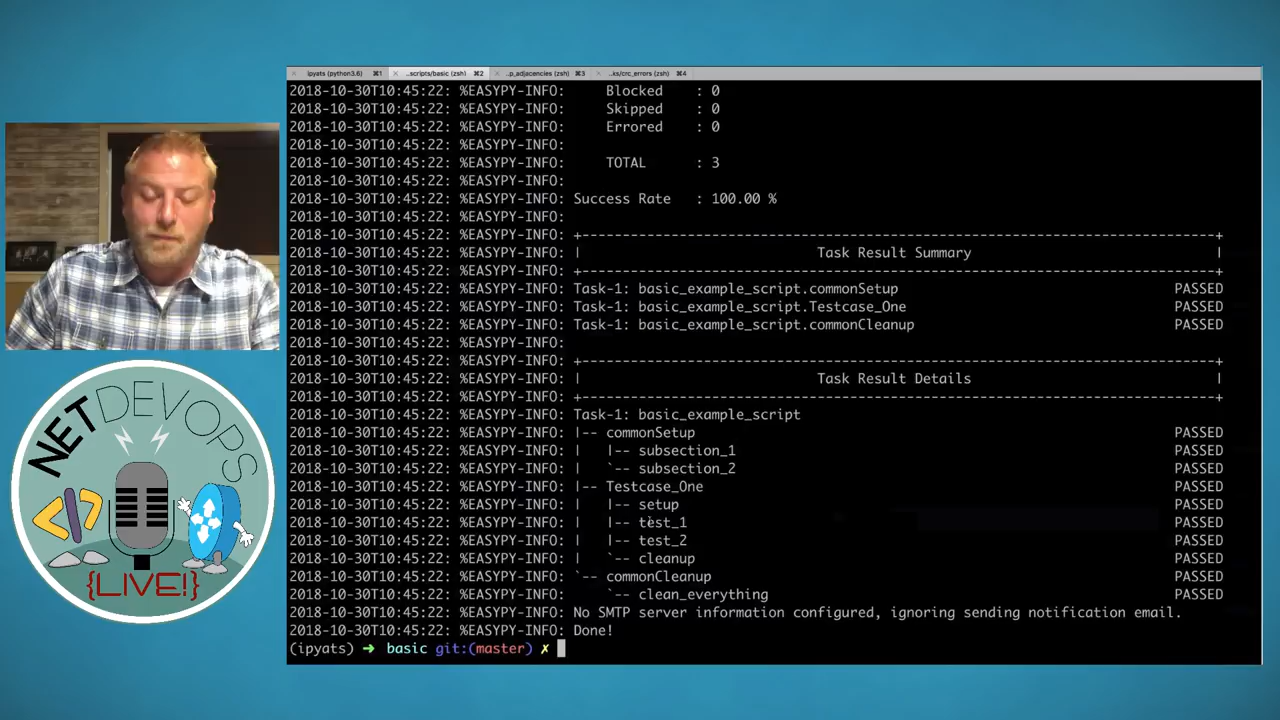 ipyats (python3.6) ⌘1 × ..scripts/basic (zsh) ⌘2 × ..p_adjacencies (zsh) ⌘3 × ..ks/crc_errors (zsh) ⌘4
2018-10-30T10:45:22: %EASYPY-INFO: Blocked : 0
2018-10-30T10:45:22: %EASYPY-INFO: Skipped : 0
2018-10-30T10:45:22: %EASYPY-INFO: Errored : 0
2018-10-30T10:45:22: %EASYPY-INFO:
2018-10-30T10:45:22: %EASYPY-INFO: TOTAL : 3
2018-10-30T10:45:22: %EASYPY-INFO:
2018-10-30T10:45:22: %EASYPY-INFO: Success Rate : 100.00 %
2018-10-30T10:45:22: %EASYPY-INFO:
2018-10-30T10:45:22: %EASYPY-INFO: +------------------------------------------------------------------------------+
2018-10-30T10:45:22: %EASYPY-INFO: | Task Result Summary |
2018-10-30T10:45:22: %EASYPY-INFO: +------------------------------------------------------------------------------+
2018-10-30T10:45:22: %EASYPY-INFO: Task-1: basic_example_script.commonSetup PASSED
2018-10-30T10:45:22: %EASYPY-INFO: Task-1: basic_example_script.Testcase_One PASSED
2018-10-30T10:45:22: %EASYPY-INFO: Task-1: basic_example_script.commonCleanup PASSED
2018-10-30T10:45:22: %EASYPY-INFO:
2018-10-30T10:45:22: %EASYPY-INFO: +------------------------------------------------------------------------------+
2018-10-30T10:45:22: %EASYPY-INFO: | Task Result Details |
2018-10-30T10:45:22: %EASYPY-INFO: +------------------------------------------------------------------------------+
2018-10-30T10:45:22: %EASYPY-INFO: Task-1: basic_example_script
2018-10-30T10:45:22: %EASYPY-INFO: |-- commonSetup PASSED
2018-10-30T10:45:22: %EASYPY-INFO: | |-- subsection_1 PASSED
2018-10-30T10:45:22: %EASYPY-INFO: | `-- subsection_2 PASSED
2018-10-30T10:45:22: %EASYPY-INFO: |-- Testcase_One PASSED
2018-10-30T10:45:22: %EASYPY-INFO: | |-- setup PASSED
2018-10-30T10:45:22: %EASYPY-INFO: | |-- test_1 PASSED
2018-10-30T10:45:22: %EASYPY-INFO: | |-- test_2 PASSED
2018-10-30T10:45:22: %EASYPY-INFO: | `-- cleanup PASSED
2018-10-30T10:45:22: %EASYPY-INFO: `-- commonCleanup PASSED
2018-10-30T10:45:22: %EASYPY-INFO: `-- clean_everything PASSED
2018-10-30T10:45:22: %EASYPY-INFO: No SMTP server information configured, ignoring sending notification email.
2018-10-30T10:45:22: %EASYPY-INFO: Done!
(ipyats) ➜ basic git:(master) ✗
NETDEVOPS
</>
{LIVE!}